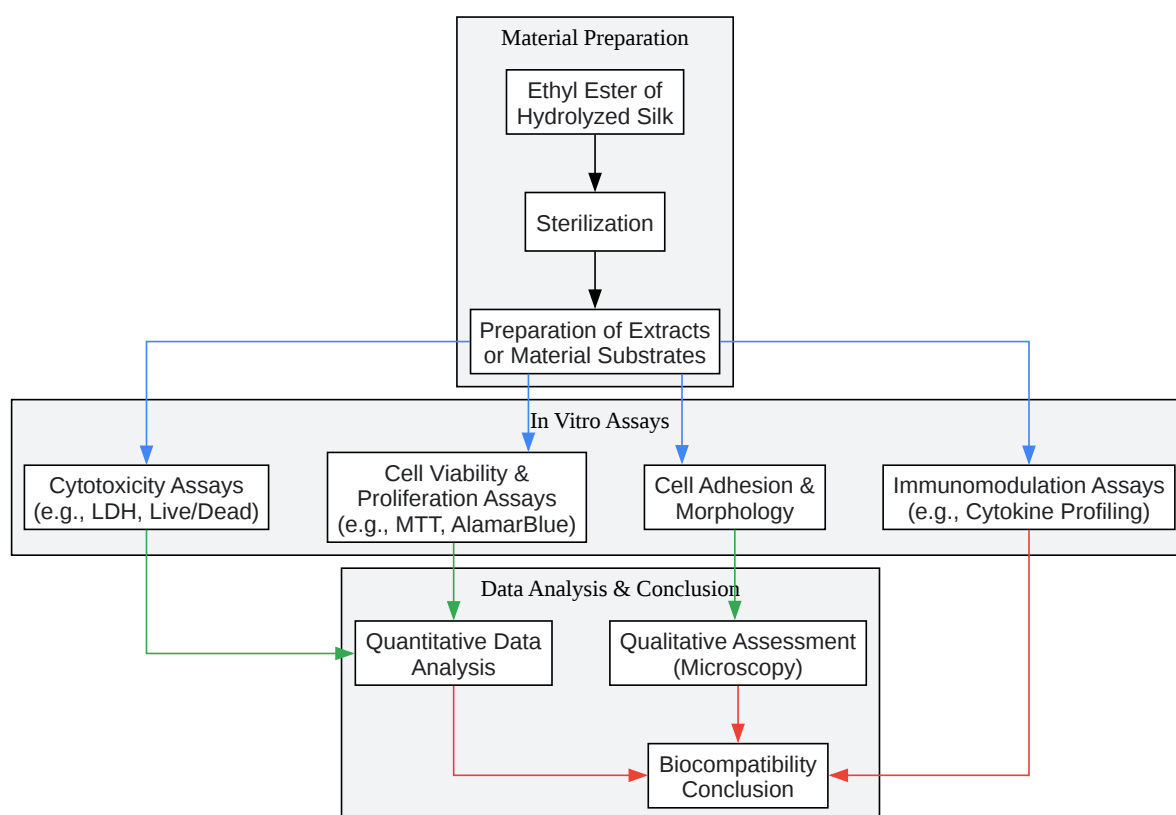 Material Preparation
Ethyl Ester of
Hydrolyzed Silk
Sterilization
Preparation of Extracts
or Material Substrates
In Vitro Assays
Cytotoxicity Assays
(e.g., LDH, Live/Dead)
Cell Viability &
Proliferation Assays
(e.g., MTT, AlamarBlue)
Cell Adhesion &
Morphology
Immunomodulation Assays
(e.g., Cytokine Profiling)
Data Analysis & Conclusion
Quantitative Data
Analysis
Qualitative Assessment
(Microscopy)
Biocompatibility
Conclusion